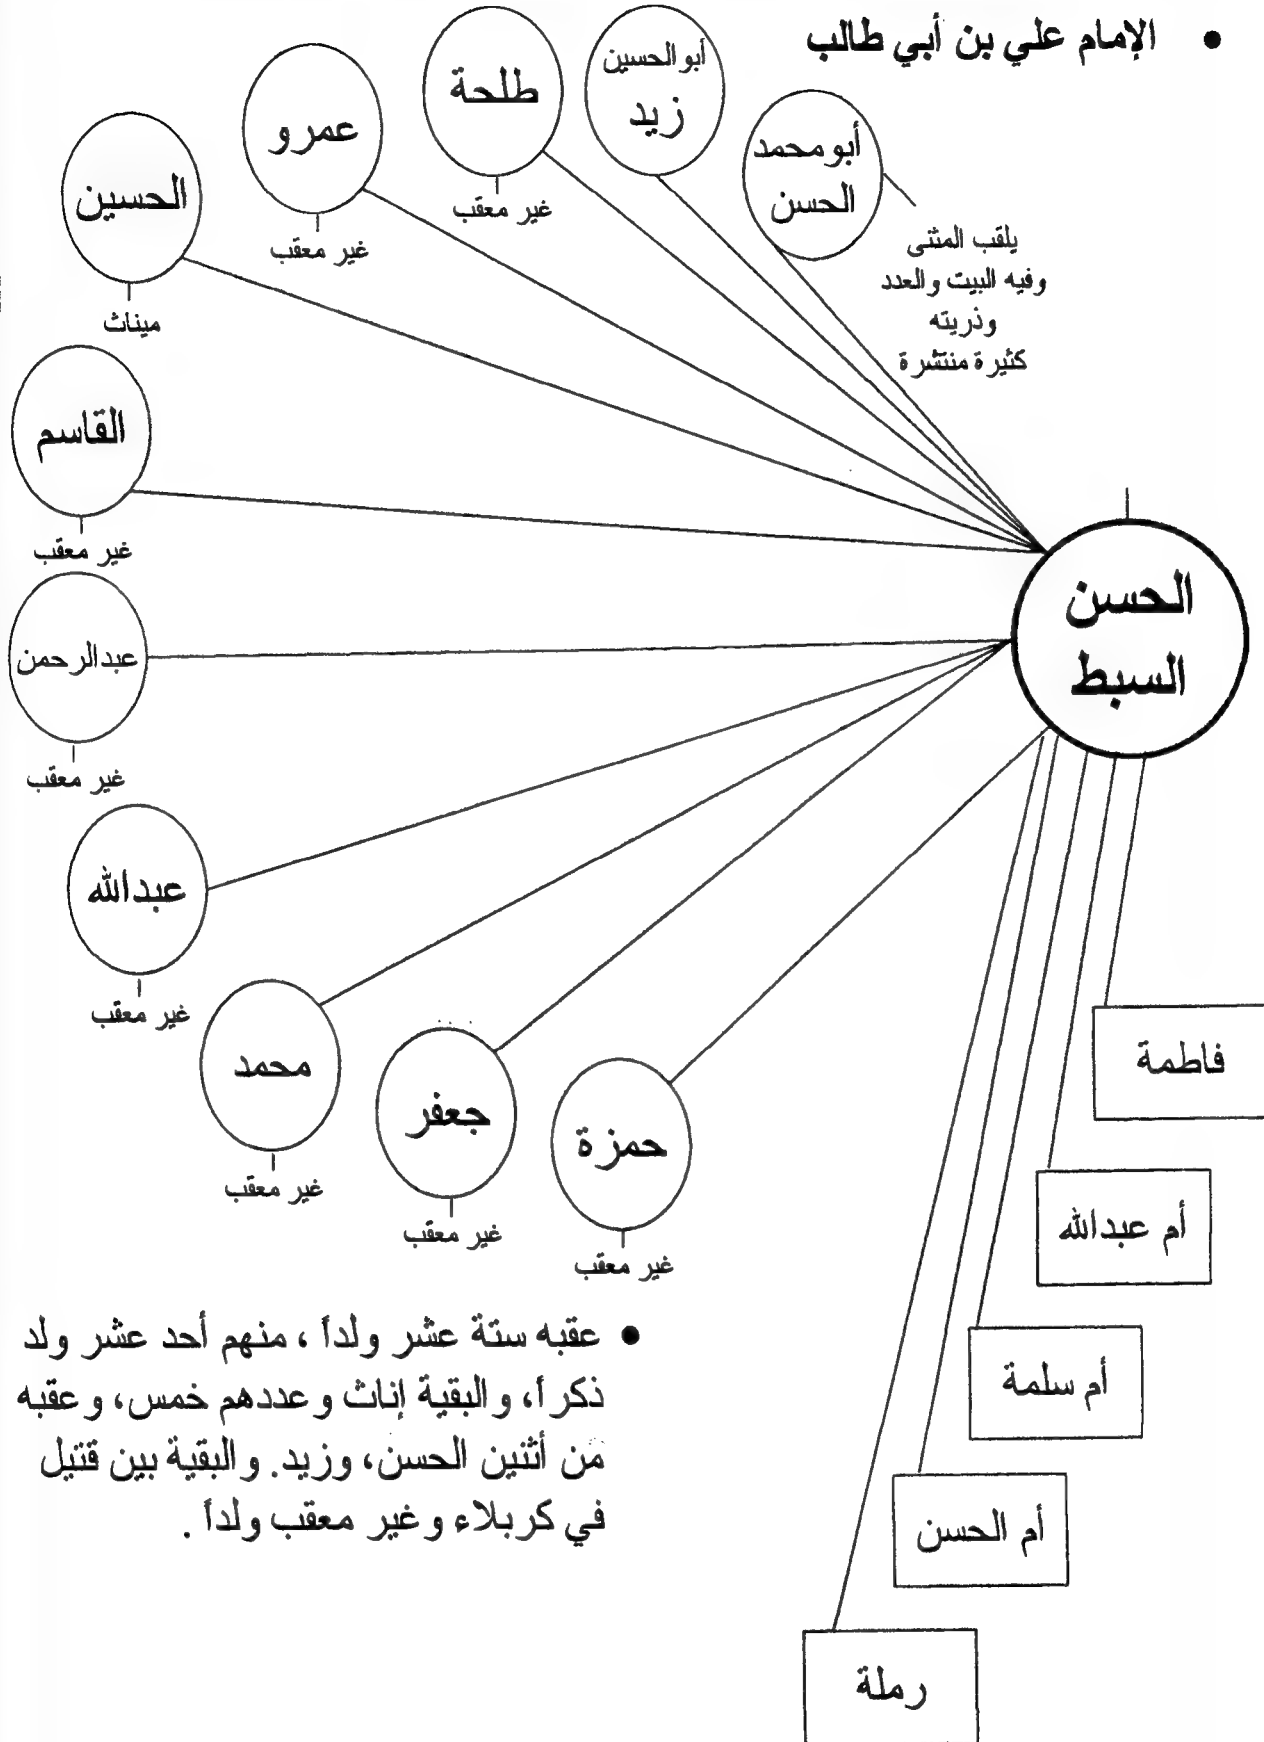 • الإمام علي بن أبي طالب
أبو محمد
الحسن
يلقب المثنى
وفيه البيت والعدد
وذريته
كثيرة منتشرة
أبو الحسين
زيد
طلحة
غير معقب
عمرو
غير معقب
الحسين
ميناث
القاسم
غير معقب
عبدالرحمن
غير معقب
عبدالله
غير معقب
محمد
غير معقب
جعفر
غير معقب
حمزة
غير معقب
الحسن
السبط
فاطمة
أم عبدالله
أم سلمة
أم الحسن
رملة
• عقبه ستة عشر ولداً ، منهم أحد عشر ولد
ذكراً، والبقية إناث وعددهم خمس، وعقبه
من أثنين الحسن، وزيد. والبقية بين قتيل
في كربلاء وغير معقب ولداً .